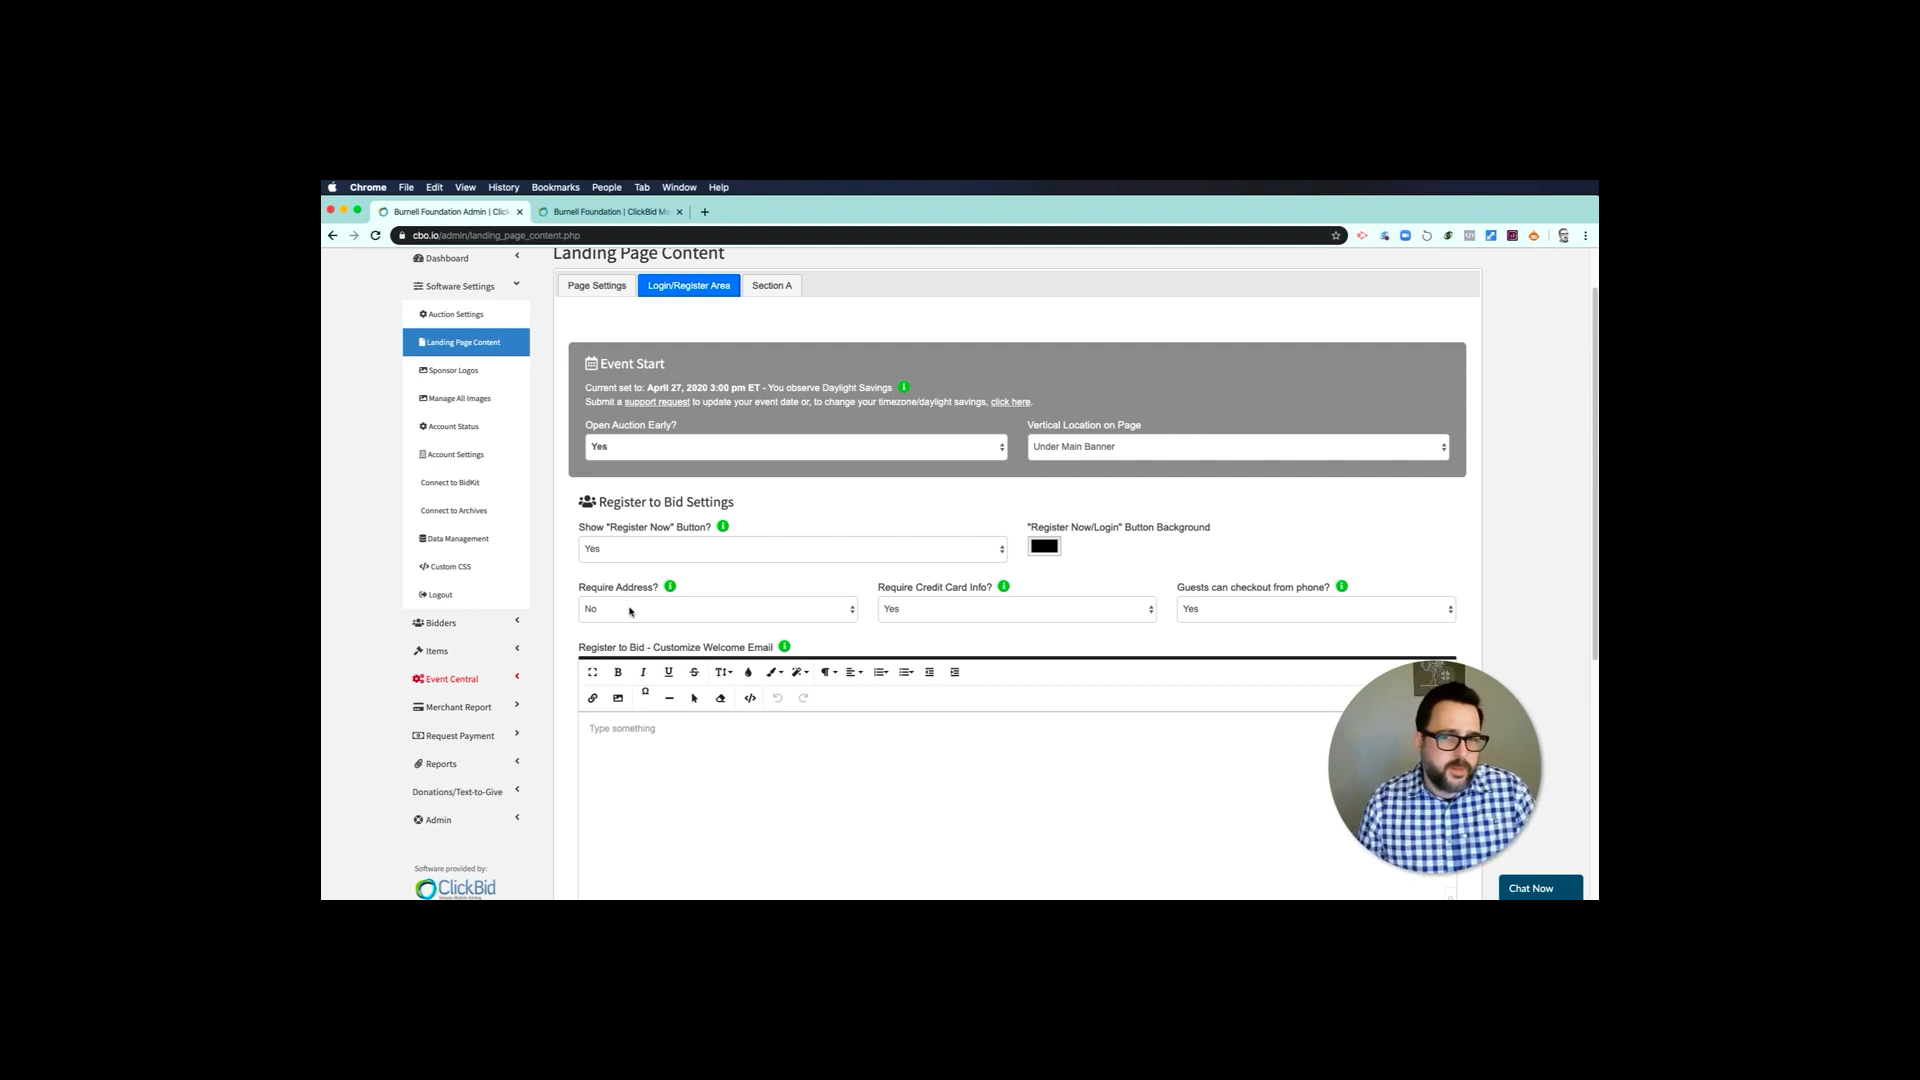 Chrome File Edit View History Bookmarks People Tab Window Help
Burnell Foundation Admin | Click
Burnell Foundation | ClickBid Mo
cbo.io/admin/landing_page_content.php
Landing Page Content
Dashboard
Software Settings
Auction Settings
Landing Page Content
Sponsor Logos
Manage All Images
Account Status
Account Settings
Connect to BidKit
Connect to Archives
Data Management
Custom CSS
Logout
Bidders
Items
Event Central
Merchant Report
Request Payment
Reports
Donations/Text-to-Give
Admin
Software provided by:
ClickBid
Page Settings Login/Register Area Section A
Event Start
Current set to: April 27, 2020 3:00 pm ET - You observe Daylight Savings
Submit a support request to update your event date or, to change your timezone/daylight savings, click here.
Open Auction Early? Vertical Location on Page
Yes Under Main Banner
Register to Bid Settings
Show "Register Now" Button? "Register Now/Login" Button Background
Yes
Require Address? Require Credit Card Info? Guests can checkout from phone?
No Yes Yes
Register to Bid - Customize Welcome Email
Type something
Chat Now